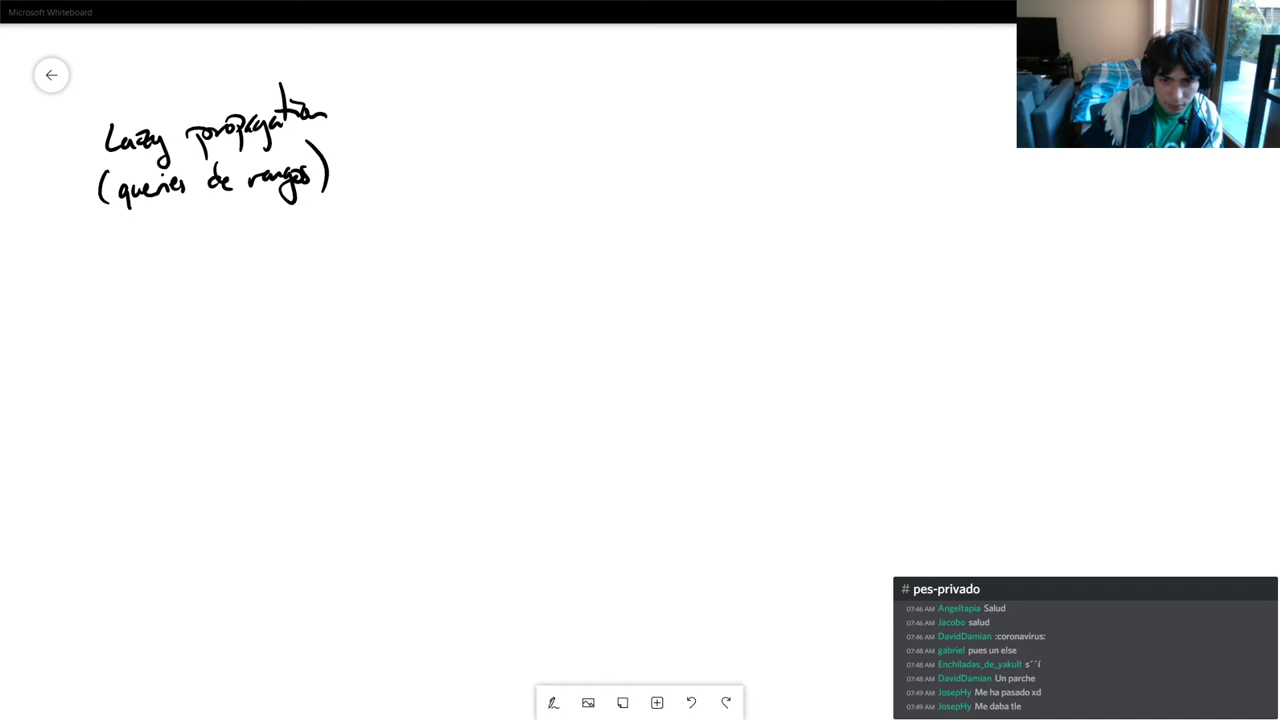 Microsoft Whiteboard
Lazy propagation
(queries de rangos)
# pes-privado
07:46 AM Angeltapia Salud
07:46 AM Jacobo salud
07:46 AM DavidDamian :coronavirus:
07:48 AM gabriel pues un else
07:48 AM Enchiladas_de_yakult s´´í
07:48 AM DavidDamian Un parche
07:49 AM JosepHy Me ha pasado xd
07:49 AM JosepHy Me daba tle